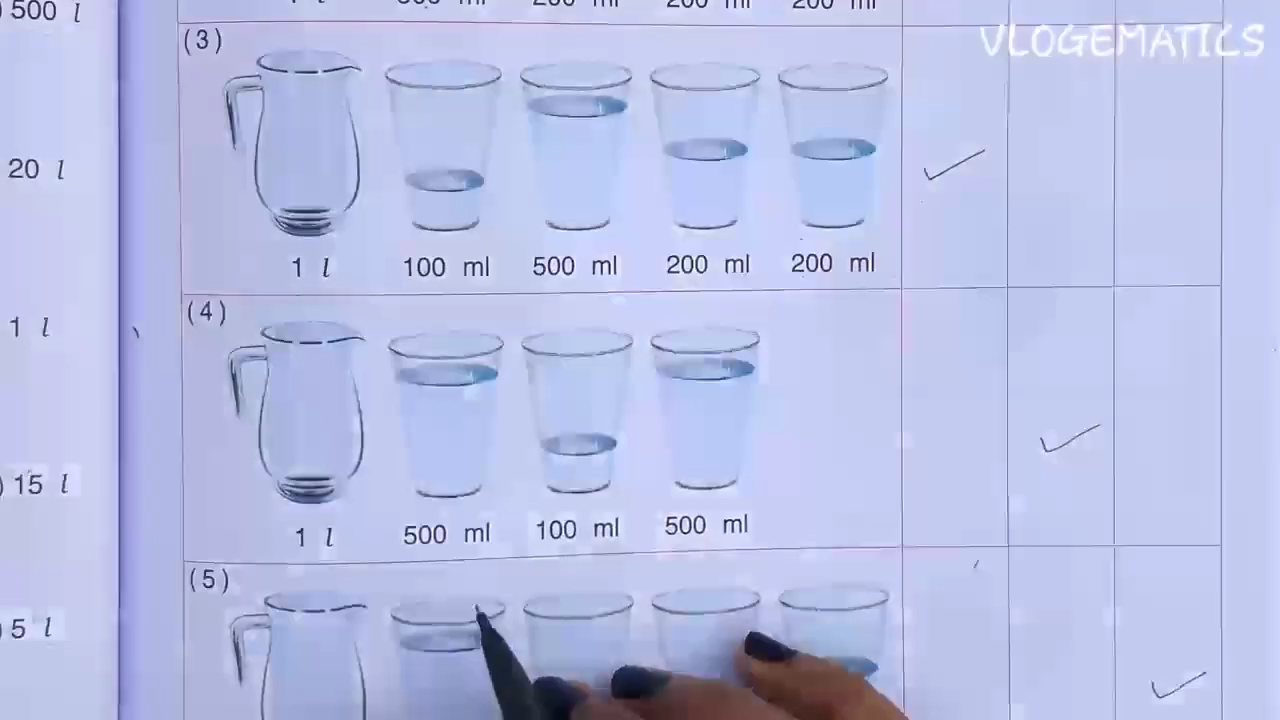 500 l
VLOGEMATICS
(3)
20 l
1 l 100 ml 500 ml 200 ml 200 ml
(4)
1 l
15 l
1 l 500 ml 100 ml 500 ml
(5)
5 l